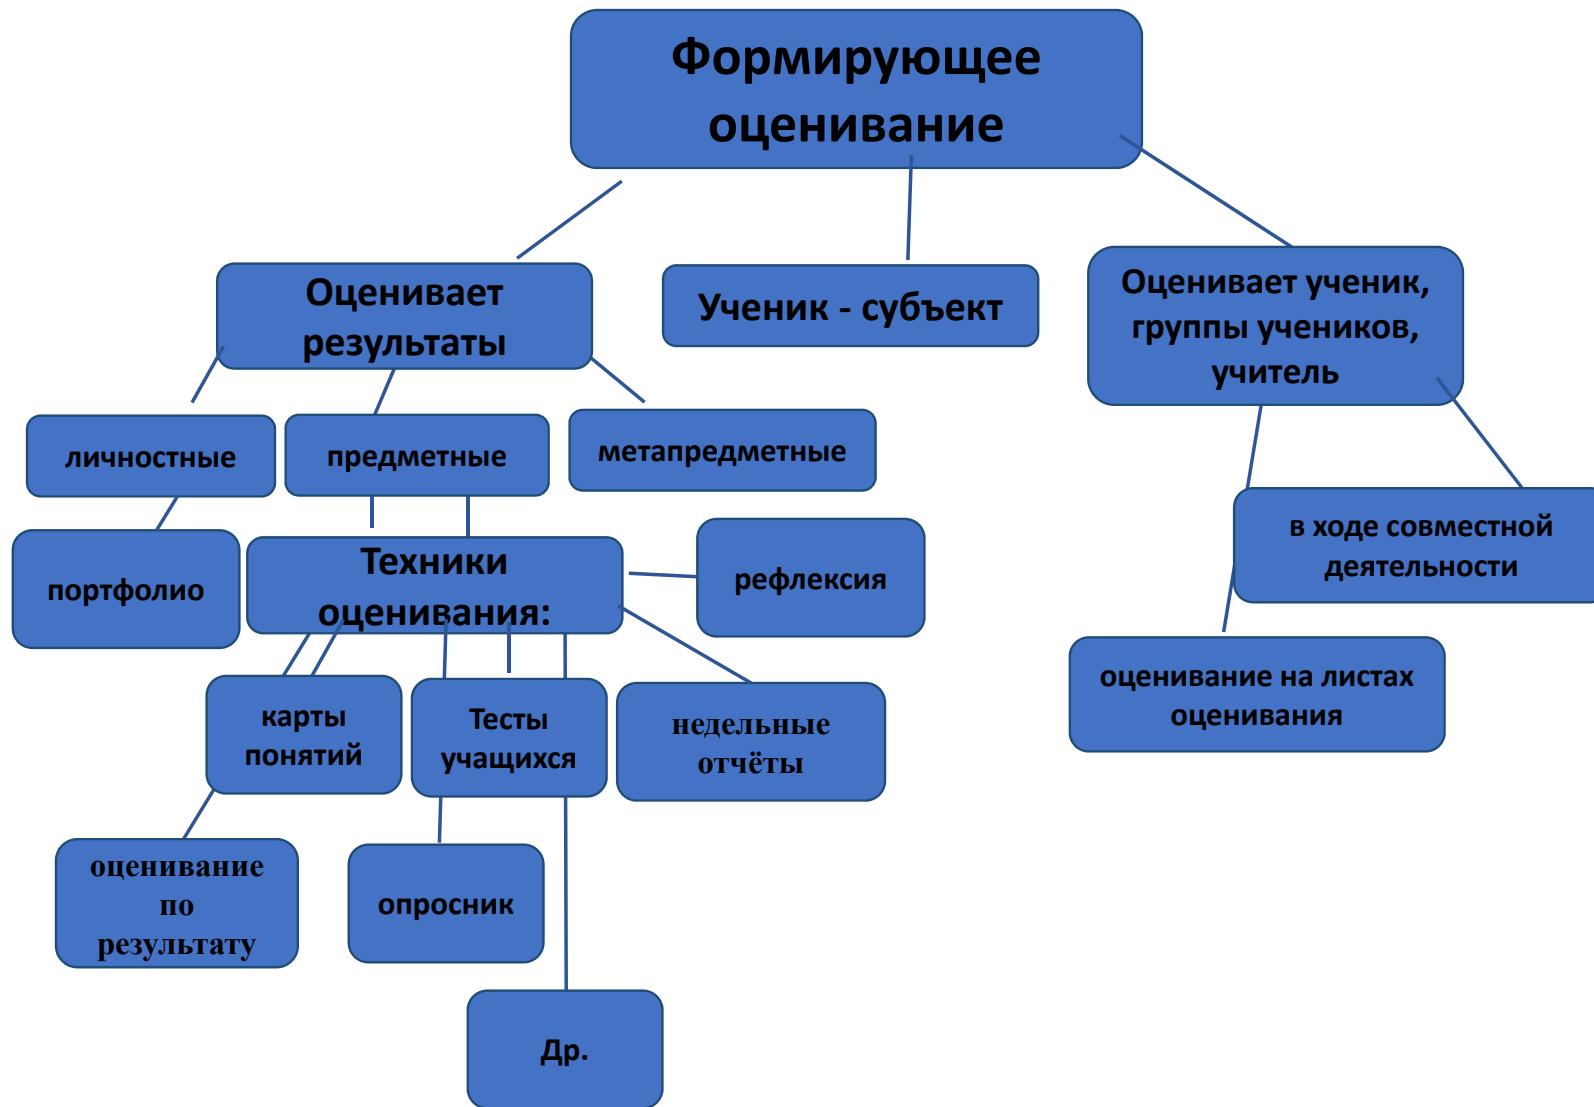 Формирующее
оценивание
Оценивает
результаты
Ученик - субъект
Оценивает ученик,
группы учеников,
учитель
личностные
предметные
метапредметные
портфолио
Техники
оценивания:
рефлексия
в ходе совместной
деятельности
карты
понятий
Тесты
учащихся
недельные
отчёты
оценивание на листах
оценивания
оценивание
по
результату
опросник
Др.